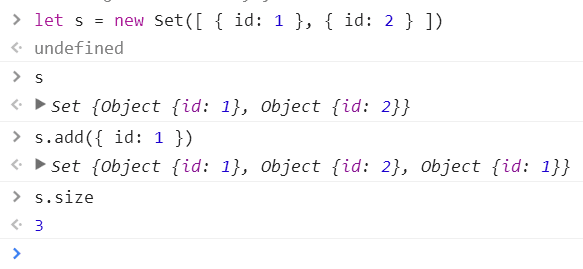 let s = new Set([ { id: 1 }, { id: 2 } ])
undefined
s
Set {Object {id: 1}, Object {id: 2}}
s.add({ id: 1 })
Set {Object {id: 1}, Object {id: 2}, Object {id: 1}}
s.size
3